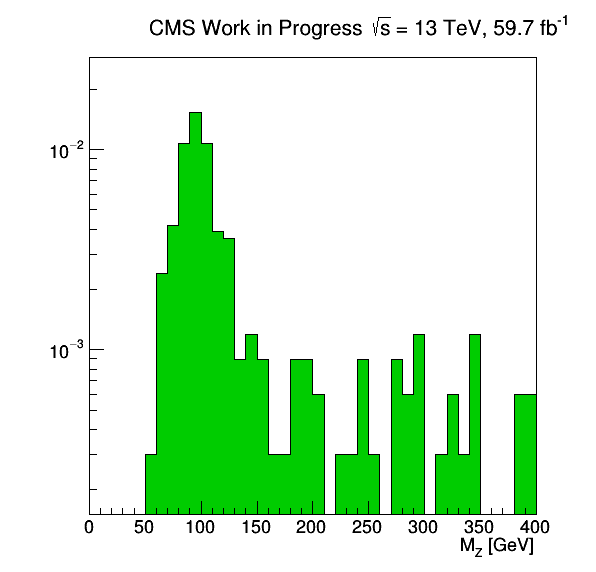 CMS Work in Progress √s = 13 TeV, 59.7 fb⁻¹
10⁻²
10⁻³
0 50 100 150 200 250 300 350 400
M_Z [GeV]